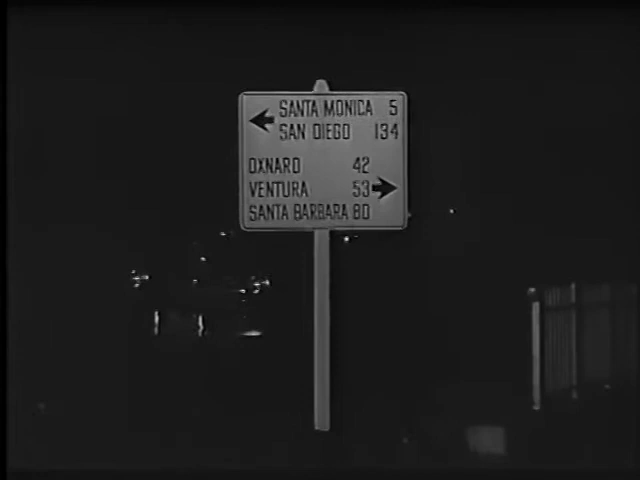 SANTA MONICA 5
SAN DIEGO 134
OXNARD 42
VENTURA 53
SANTA BARBARA 80